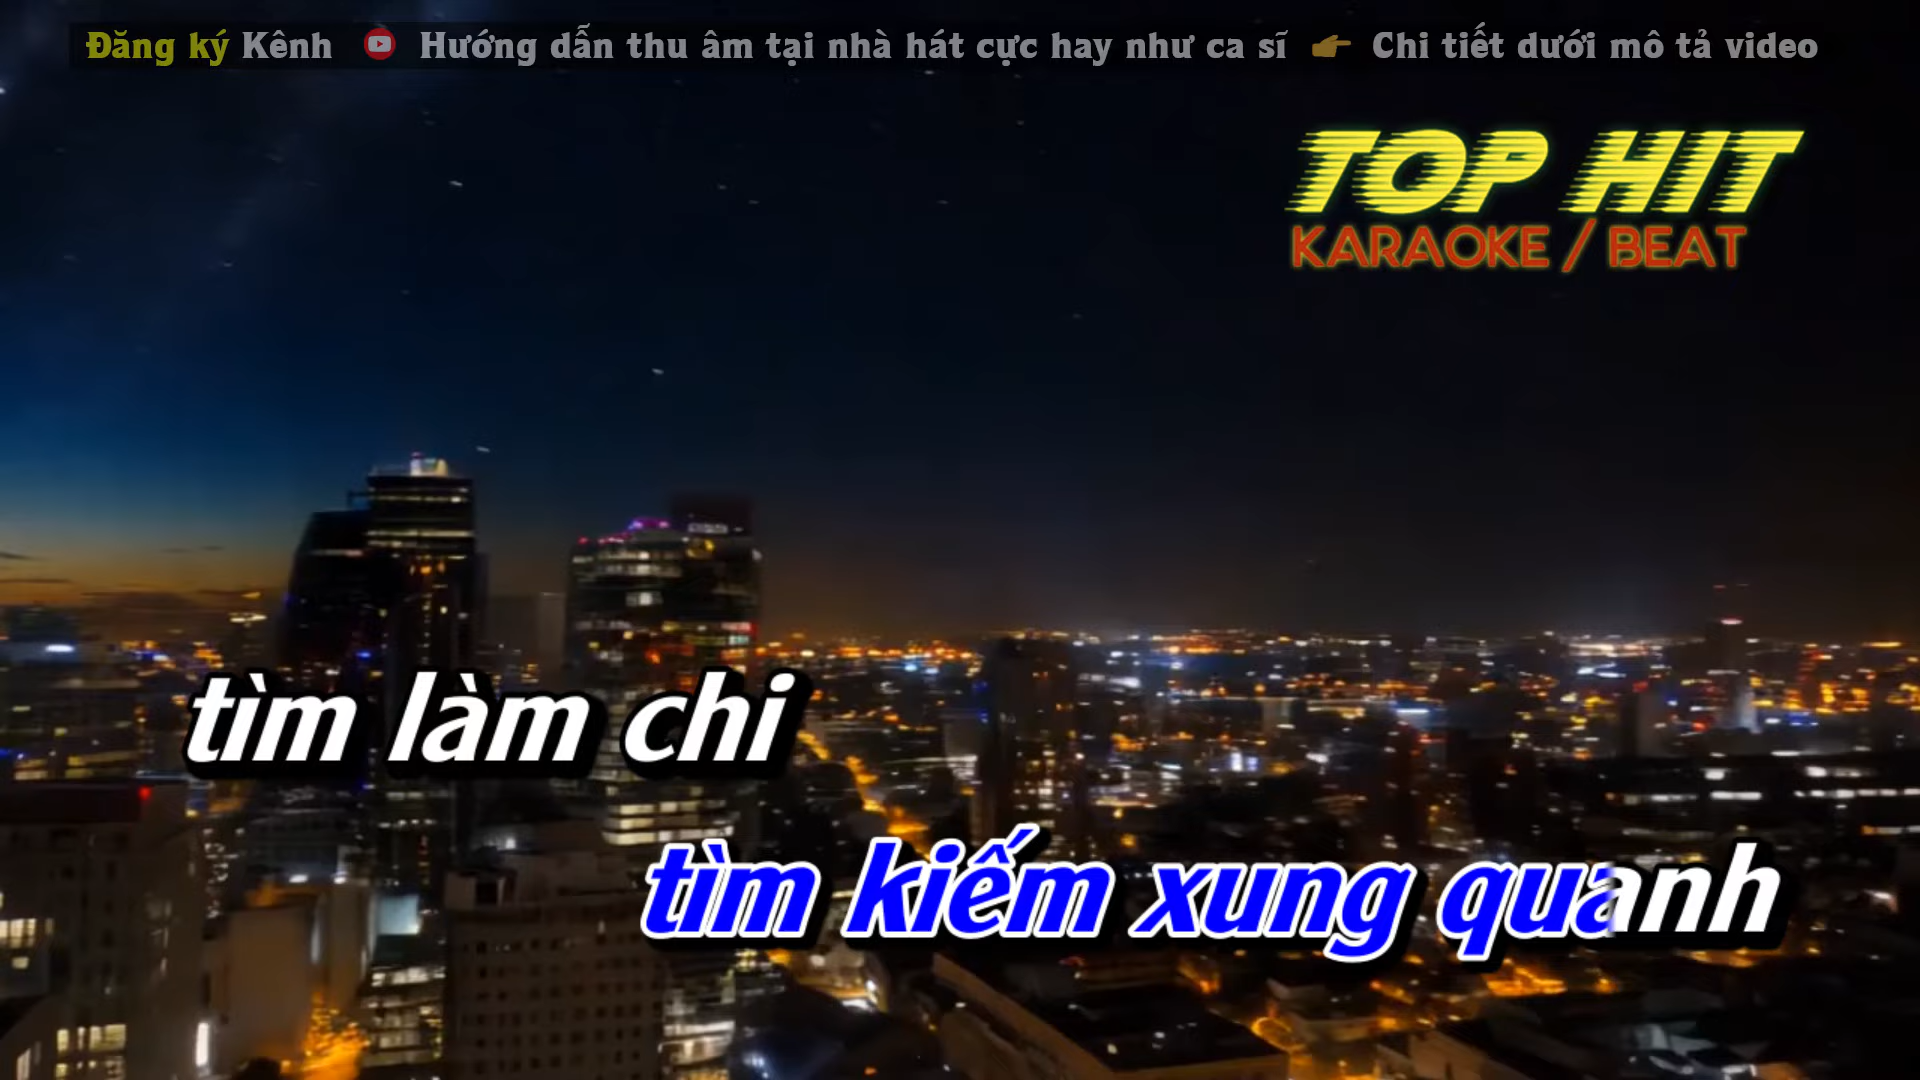 Đăng ký Kênh Hướng dẫn thu âm tại nhà hát cực hay như ca sĩ Chi tiết dưới mô tả video
TOP HIT
KARAOKE / BEAT
tìm làm chi
tìm kiếm xung quanh